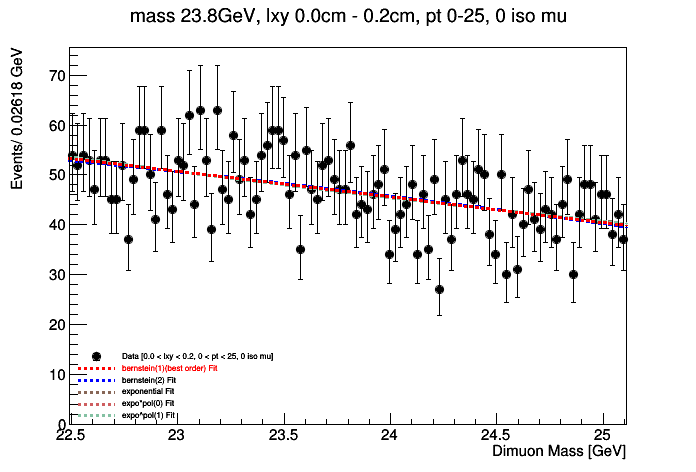 mass 23.8GeV, lxy 0.0cm - 0.2cm, pt 0-25, 0 iso mu
Events/ 0.02618 GeV
70
60
50
40
30
20
10
0
Data [0.0 < lxy < 0.2, 0 < pt < 25, 0 iso mu]
bernstein(1)(best order) Fit
bernstein(2) Fit
exponential Fit
expo*pol(0) Fit
expo*pol(1) Fit
22.5 23 23.5 24 24.5 25
Dimuon Mass [GeV]